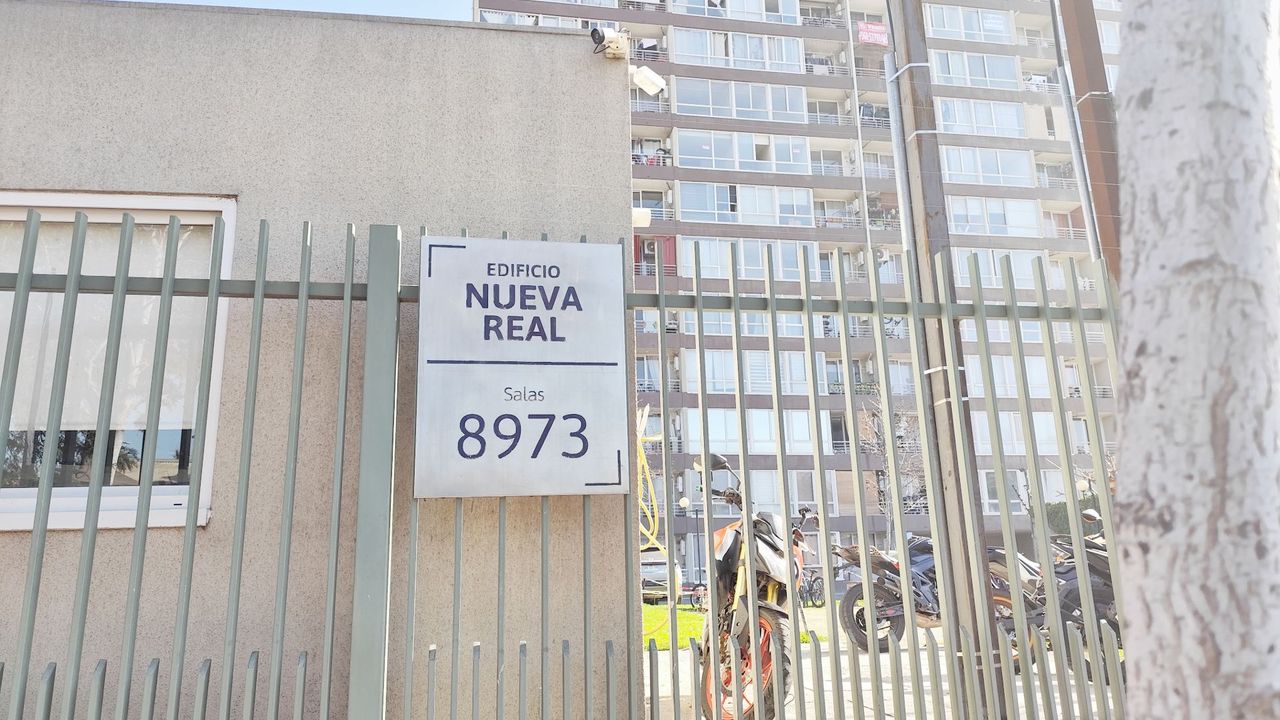 EDIFICIO
NUEVA
REAL
Salas
8973